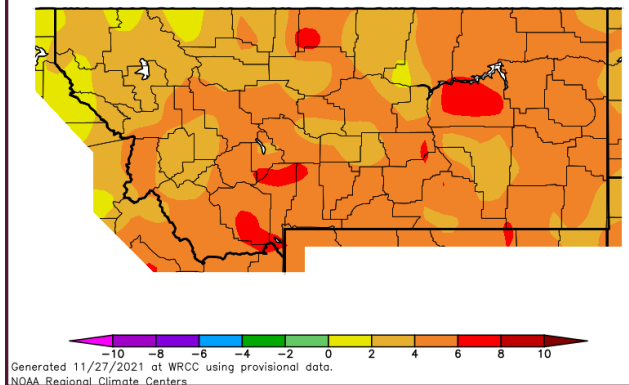 -10 -8 -6 -4 -2 0 2 4 6 8 10
Generated 11/27/2021 at WRCC using provisional data.
NOAA Regional Climate Centers